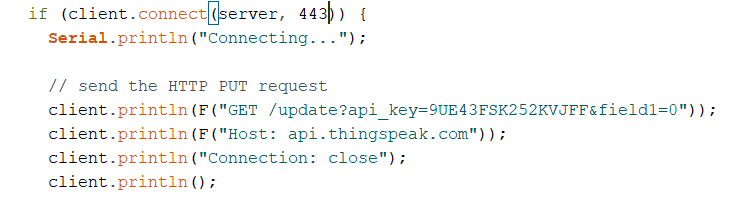 if (client.connect(server, 443)) {
Serial.println("Connecting...");
// send the HTTP PUT request
client.println(F("GET /update?api_key=9UE43FSK252KVJFF&field1=0"));
client.println(F("Host: api.thingspeak.com"));
client.println("Connection: close");
client.println();